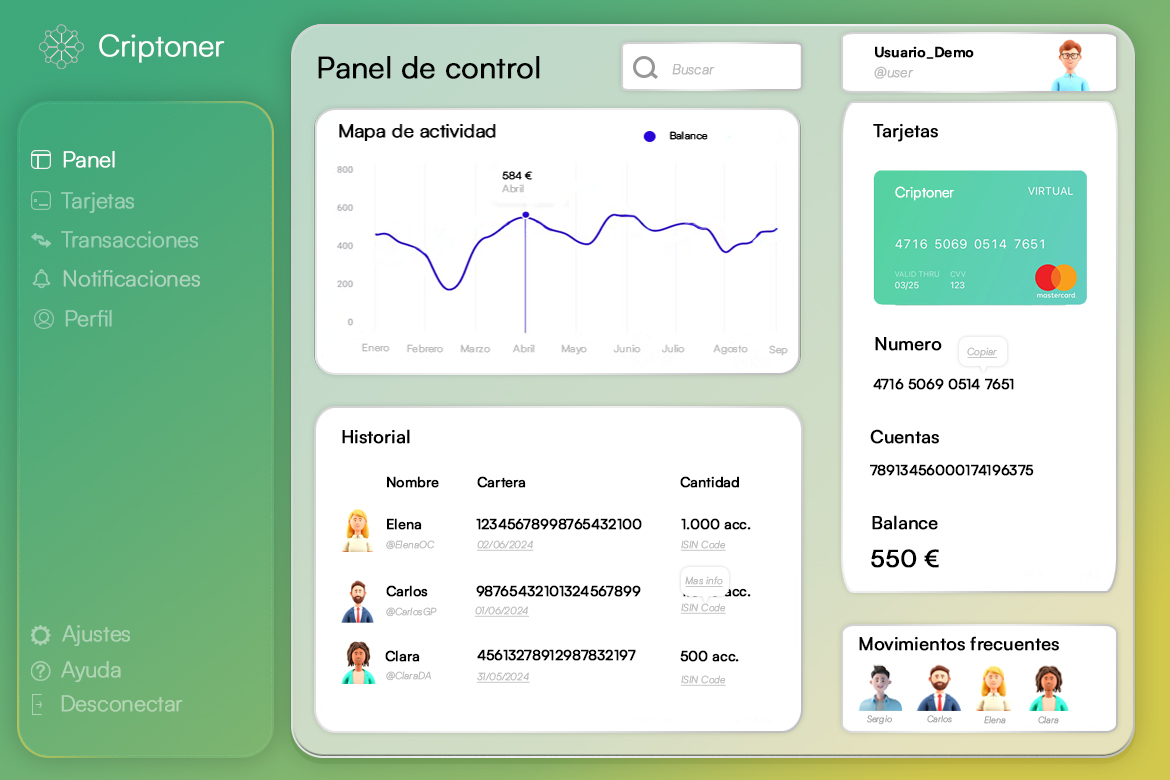 Criptoner
Panel
Tarjetas
Transacciones
Notificaciones
Perfil
Ajustes
Ayuda
Desconectar
Panel de control
Buscar
Usuario_Demo
@user
Mapa de actividad
Balance
800
600
400
200
0
584 €
Abril
Enero Febrero Marzo Abril Mayo Junio Julio Agosto Sep
Historial
Nombre Cartera Cantidad
Elena 12345678998765432100 1.000 acc.
@ElenaOC 02/06/2024 ISIN Code
Mas info
Carlos 98765432101324567899 acc.
@CarlosGP 01/06/2024 ISIN Code
Clara 45613278912987832197 500 acc.
@ClaraDA 31/05/2024 ISIN Code
Tarjetas
Criptoner VIRTUAL
4716 5069 0514 7651
VALID THRU CVV
03/25 123
mastercard
Numero
Copiar
4716 5069 0514 7651
Cuentas
78913456000174196375
Balance
550 €
Movimientos frecuentes
Sergio Carlos Elena Clara